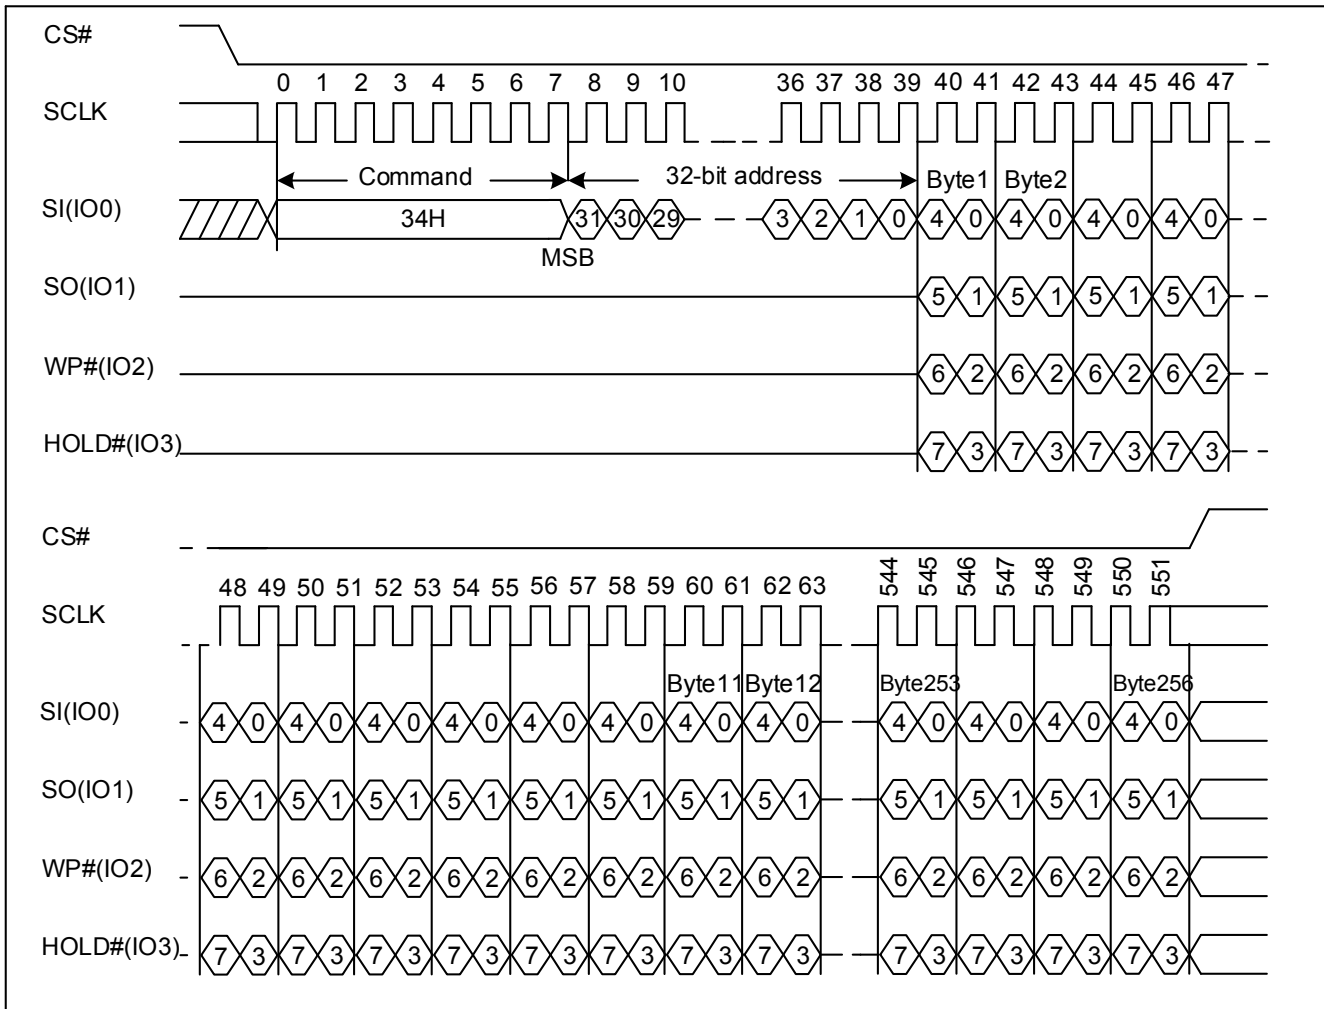 CS#
0 1 2 3 4 5 6 7 8 9 10 36 37 38 39 40 41 42 43 44 45 46 47
SCLK
Command 32-bit address Byte1 Byte2
SI(IO0) 34H 31 30 29 3 2 1 0 4 0 4 0 4 0 4 0
MSB
SO(IO1) 5 1 5 1 5 1 5 1
WP#(IO2) 6 2 6 2 6 2 6 2
HOLD#(IO3) 7 3 7 3 7 3 7 3
CS#
48 49 50 51 52 53 54 55 56 57 58 59 60 61 62 63 544 545 546 547 548 549 550 551
SCLK
Byte11 Byte12 Byte253 Byte256
SI(IO0) 4 0 4 0 4 0 4 0 4 0 4 0 4 0 4 0 4 0 4 0 4 0 4 0
SO(IO1) 5 1 5 1 5 1 5 1 5 1 5 1 5 1 5 1 5 1 5 1 5 1 5 1
WP#(IO2) 6 2 6 2 6 2 6 2 6 2 6 2 6 2 6 2 6 2 6 2 6 2 6 2
HOLD#(IO3) 7 3 7 3 7 3 7 3 7 3 7 3 7 3 7 3 7 3 7 3 7 3 7 3